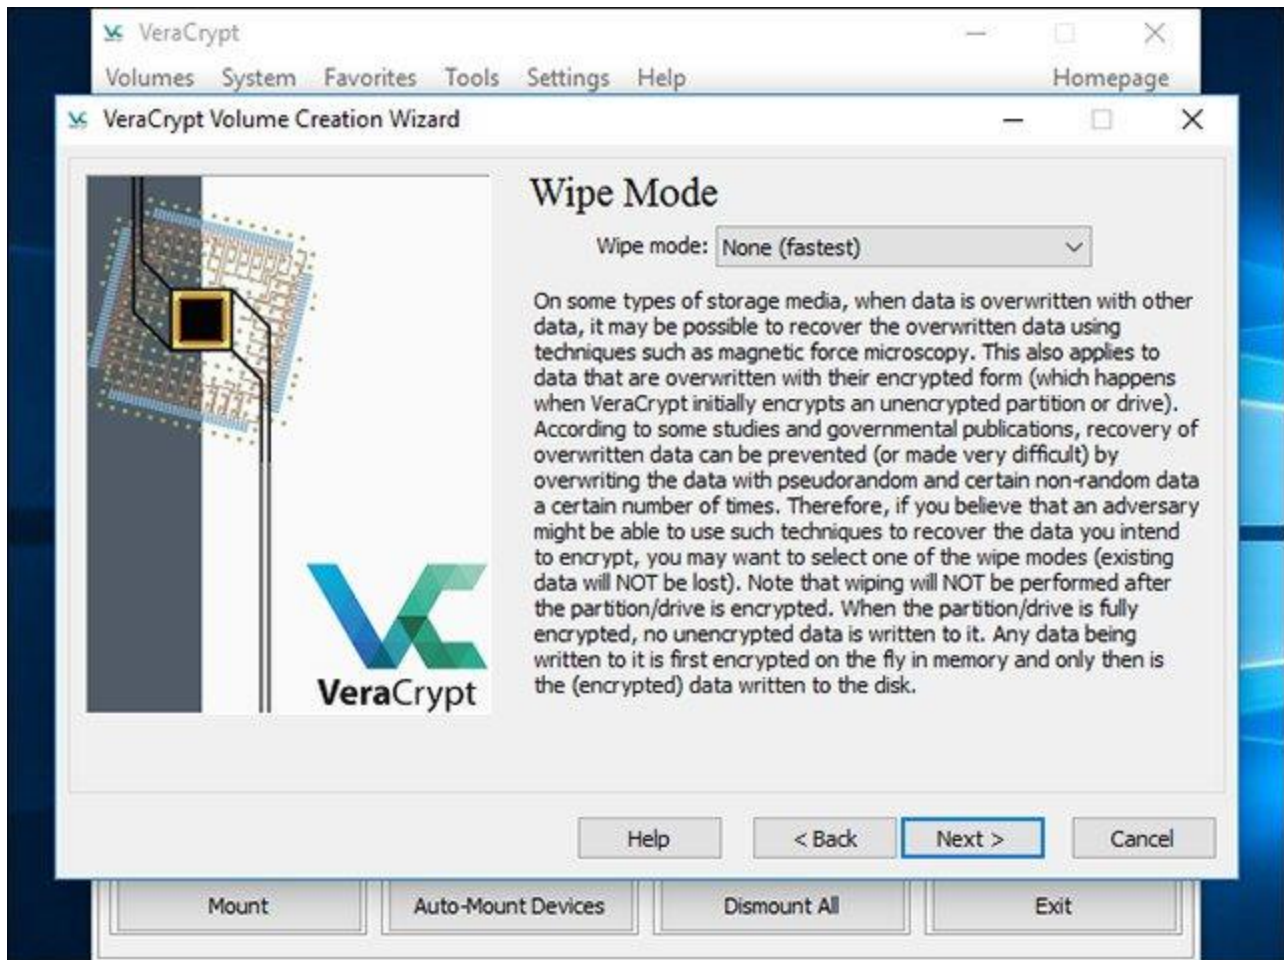 VeraCrypt
Volumes System Favorites Tools Settings Help Homepage
VeraCrypt Volume Creation Wizard
Wipe Mode
Wipe mode: None (fastest)
On some types of storage media, when data is overwritten with other
data, it may be possible to recover the overwritten data using
techniques such as magnetic force microscopy. This also applies to
data that are overwritten with their encrypted form (which happens
when VeraCrypt initially encrypts an unencrypted partition or drive).
According to some studies and governmental publications, recovery of
overwritten data can be prevented (or made very difficult) by
overwriting the data with pseudorandom and certain non-random data
a certain number of times. Therefore, if you believe that an adversary
might be able to use such techniques to recover the data you intend
to encrypt, you may want to select one of the wipe modes (existing
data will NOT be lost). Note that wiping will NOT be performed after
the partition/drive is encrypted. When the partition/drive is fully
encrypted, no unencrypted data is written to it. Any data being
written to it is first encrypted on the fly in memory and only then is
the (encrypted) data written to the disk.
VeraCrypt
Help < Back Next > Cancel
Mount Auto-Mount Devices Dismount All Exit